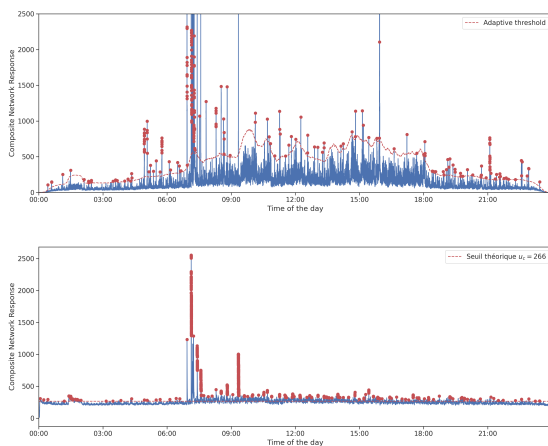 2500
2000
1500
1000
500
0
Composite Network Response
Adaptive threshold
00:00 03:00 06:00 09:00 12:00 15:00 18:00 21:00
Time of the day
2500
2000
1500
1000
500
0
Composite Network Response
Seuil théorique u_c = 266
00:00 03:00 06:00 09:00 12:00 15:00 18:00 21:00
Time of the day